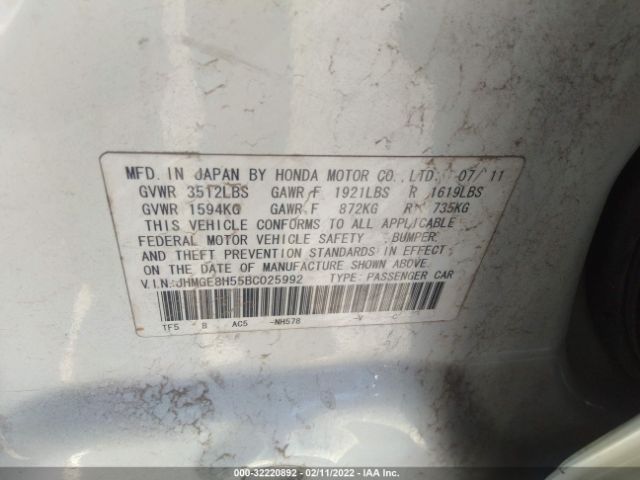 MFD. IN JAPAN BY HONDA MOTOR CO., LTD. 07/11
GVWR 3512LBS GAWR F 1921LBS R 1619LBS
GVWR 1594KG GAWR F 872KG R 735KG
THIS VEHICLE CONFORMS TO ALL APPLICABLE
FEDERAL MOTOR VEHICLE SAFETY, BUMPER,
AND THEFT PREVENTION STANDARDS IN EFFECT
ON THE DATE OF MANUFACTURE SHOWN ABOVE.
V.I.N.:JHMGE8H55BC025992 TYPE: PASSENGER CAR
TF5 B AC5 -NH578 -Y C
000-32220892 - 02/11/2022 - IAA Inc.